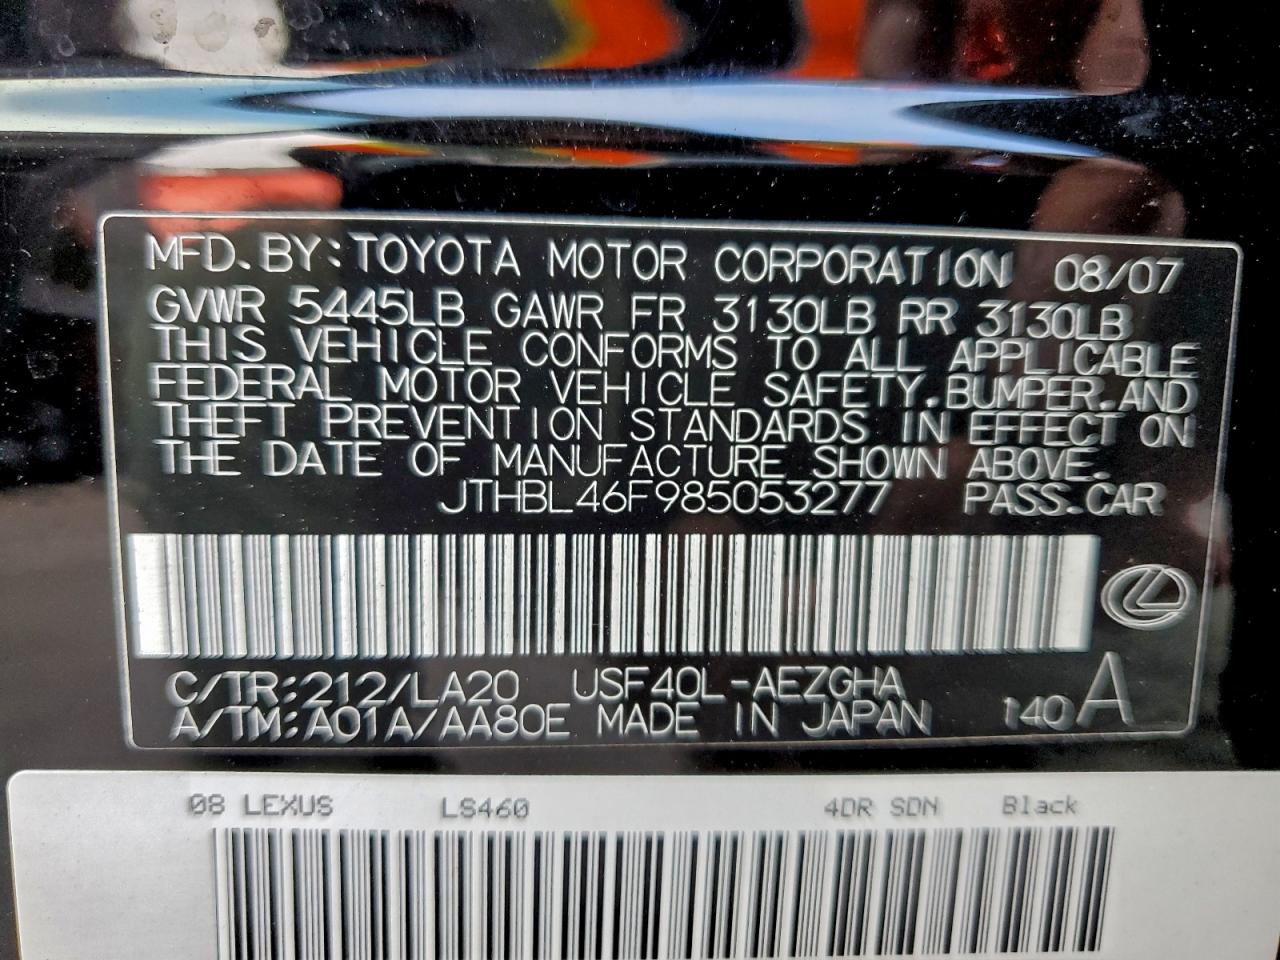 MFD. BY: TOYOTA MOTOR CORPORATION 08/07
GVWR 5445LB GAWR FR 3130LB RR 3130LB
THIS VEHICLE CONFORMS TO ALL APPLICABLE
FEDERAL MOTOR VEHICLE SAFETY, BUMPER, AND
THEFT PREVENTION STANDARDS IN EFFECT ON
THE DATE OF MANUFACTURE SHOWN ABOVE.
JTHBL46F985053277 PASS. CAR
C/TR: 212/LA20 USF40L-AEZGHA
A/TM: A01A/AA80E MADE IN JAPAN 140 A
08 LEXUS LS460 4DR SDN Black